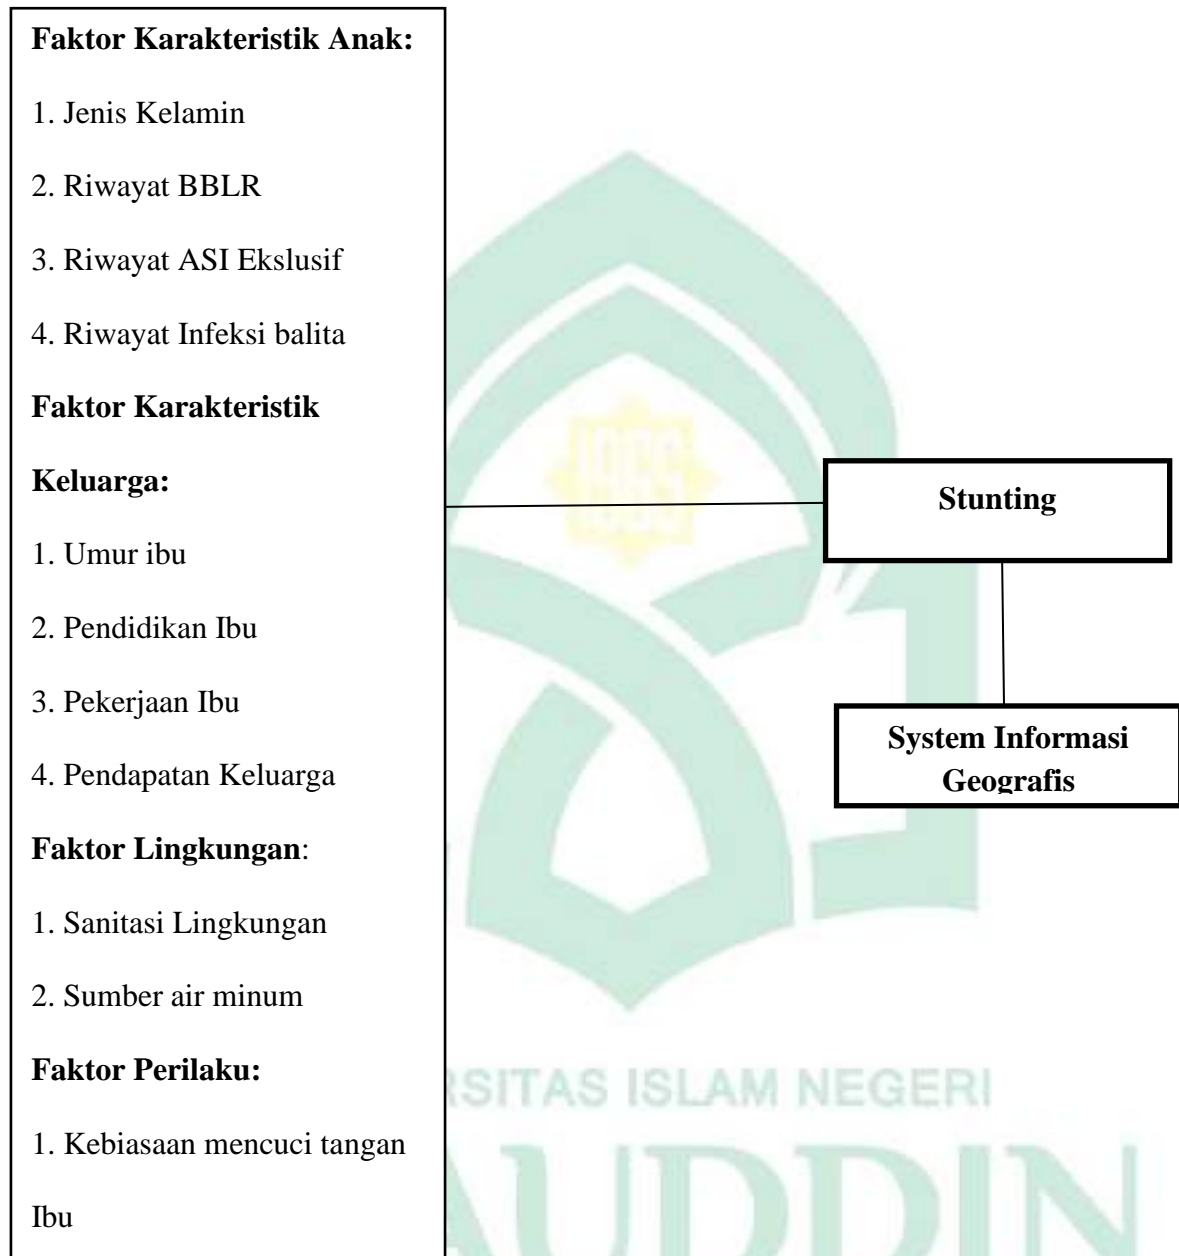 Faktor Karakteristik Anak:
1. Jenis Kelamin
2. Riwayat BBLR
3. Riwayat ASI Ekslusif
4. Riwayat Infeksi balita
Faktor Karakteristik
Keluarga:
1. Umur ibu
2. Pendidikan Ibu
3. Pekerjaan Ibu
4. Pendapatan Keluarga
Faktor Lingkungan:
1. Sanitasi Lingkungan
2. Sumber air minum
Faktor Perilaku:
1. Kebiasaan mencuci tangan
Ibu
Stunting
System Informasi
Geografis
1965
RSITAS ISLAM NEGERI
AUDDIN